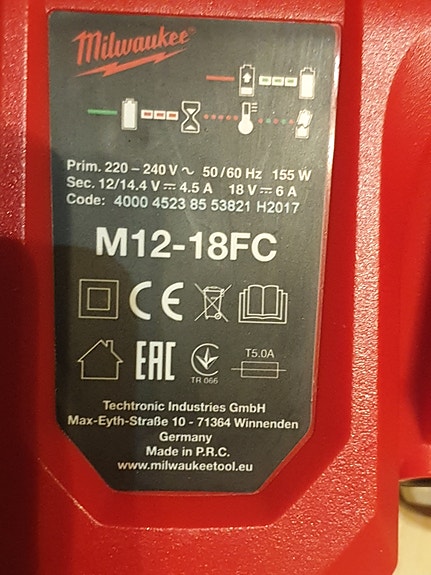 Milwaukee
Prim. 220 – 240 V ∿ 50/60 Hz 155 W
Sec. 12/14.4 V ⎓ 4.5 A 18 V ⎓ 6 A
Code: 4000 4523 85 53821 H2017
M12-18FC
CE
EAC
TR 066
T5.0A
Techtronic Industries GmbH
Max-Eyth-Straße 10 - 71364 Winnenden
Germany
Made in P.R.C.
www.milwaukeetool.eu